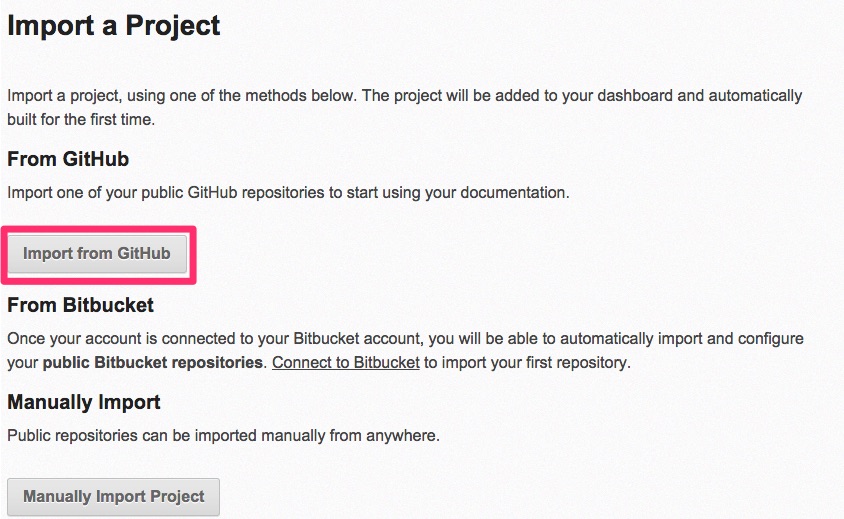 Import a Project
Import a project, using one of the methods below. The project will be added to your dashboard and automatically
built for the first time.
From GitHub
Import one of your public GitHub repositories to start using your documentation.
Import from GitHub
From Bitbucket
Once your account is connected to your Bitbucket account, you will be able to automatically import and configure
your public Bitbucket repositories. Connect to Bitbucket to import your first repository.
Manually Import
Public repositories can be imported manually from anywhere.
Manually Import Project